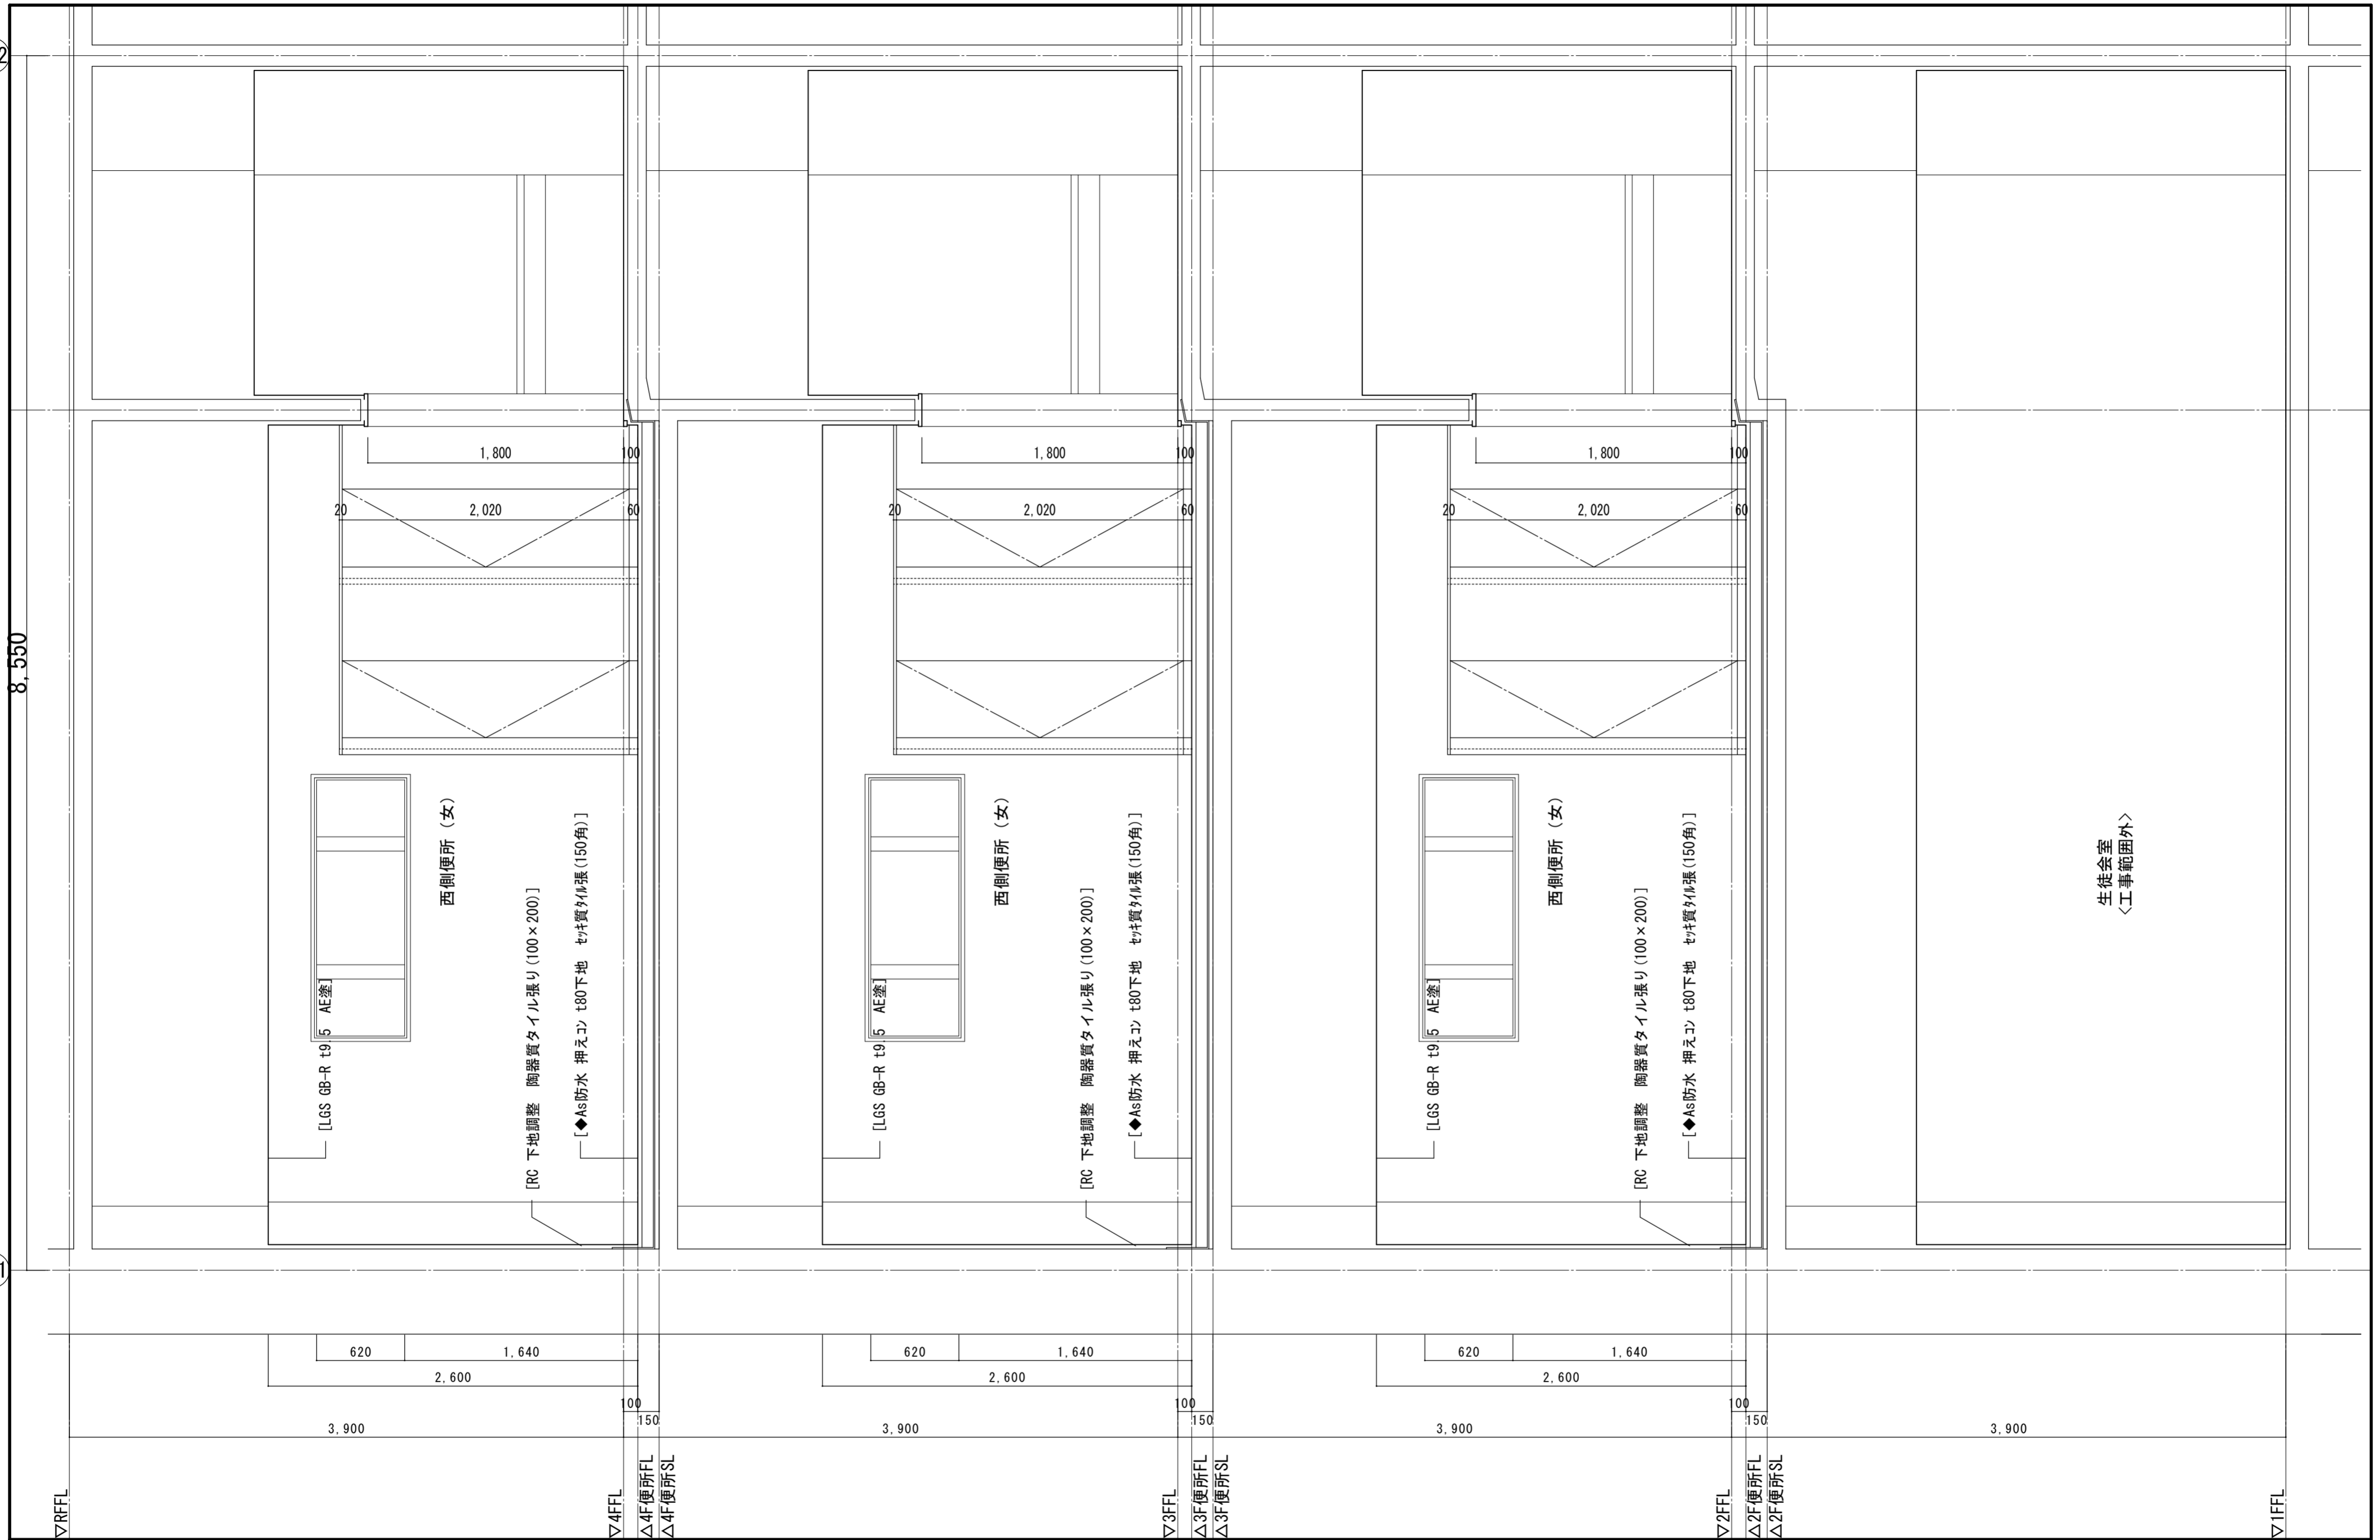 2
8,550
1
1,800
100
20
2,020
60
西側便所（女）
[LGS GB-R t9.5 AE塗]
[RC 下地調整 陶器質タイル張り(100×200)]
[◆As防水 押えｺﾝ t80下地 ｾｯｷ質ﾀｲﾙ張(150角)]
1,800
100
20
2,020
60
西側便所（女）
[LGS GB-R t9.5 AE塗]
[RC 下地調整 陶器質タイル張り(100×200)]
[◆As防水 押えｺﾝ t80下地 ｾｯｷ質ﾀｲﾙ張(150角)]
1,800
100
20
2,020
60
西側便所（女）
[LGS GB-R t9.5 AE塗]
[RC 下地調整 陶器質タイル張り(100×200)]
[◆As防水 押えｺﾝ t80下地 ｾｯｷ質ﾀｲﾙ張(150角)]
生徒会室
<工事範囲外>
620
1,640
2,600
100
150
3,900
620
1,640
2,600
100
150
3,900
620
1,640
2,600
100
150
3,900
3,900
▽RFFL
▽4FFL
△4F便所FL
△4F便所SL
▽3FFL
△3F便所FL
△3F便所SL
▽2FFL
△2F便所FL
△2F便所SL
▽1FFL